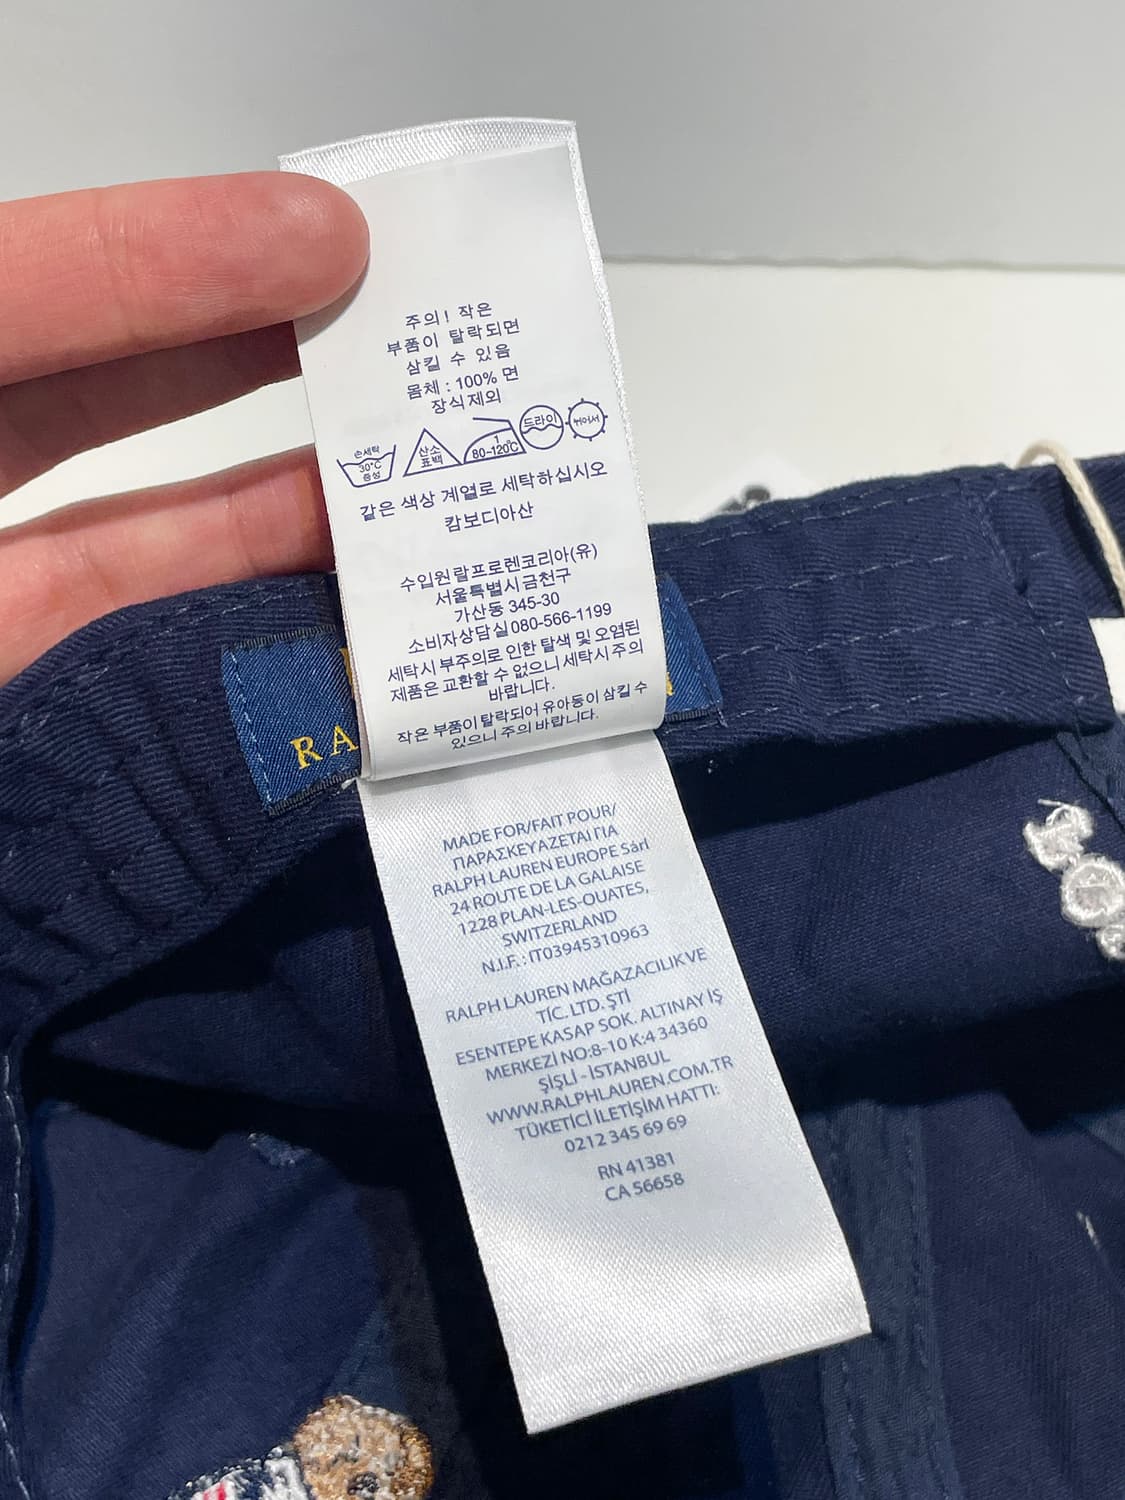 주의! 작은
부품이 탈락되면
삼킬 수 있음
몸체 : 100% 면
장식제외
손세탁
30°C
중성
산소
표백
1
80~120°C
드라이
뉘어서
같은 색상 계열로 세탁하십시오
캄보디아산
수입원랄프로렌코리아(유)
서울특별시금천구
가산동 345-30
소비자상담실080-566-1199
세탁시 부주의로 인한 탈색 및 오염된
제품은 교환할 수 없으니 세탁시주의
바랍니다.
작은 부품이 탈락되어 유아동이 삼킬 수
있으니 주의 바랍니다.
RA
MADE FOR/FAIT POUR/
ΠΑΡΑΣΚΕΥΑΖΕΤΑΙ ΓΙΑ
RALPH LAUREN EUROPE Sárl
24 ROUTE DE LA GALAISE
1228 PLAN-LES-OUATES,
SWITZERLAND
N.I.F. : IT03945310963
RALPH LAUREN MAĞAZACILIK VE
TİC. LTD. ŞTİ
ESENTEPE KASAP SOK. ALTINAY İŞ
MERKEZİ NO:8-10 K:4 34360
ŞİŞLİ - İSTANBUL
WWW.RALPHLAUREN.COM.TR
TÜKETİCİ İLETİŞİM HATTI:
0212 345 69 69
RN 41381
CA 56658